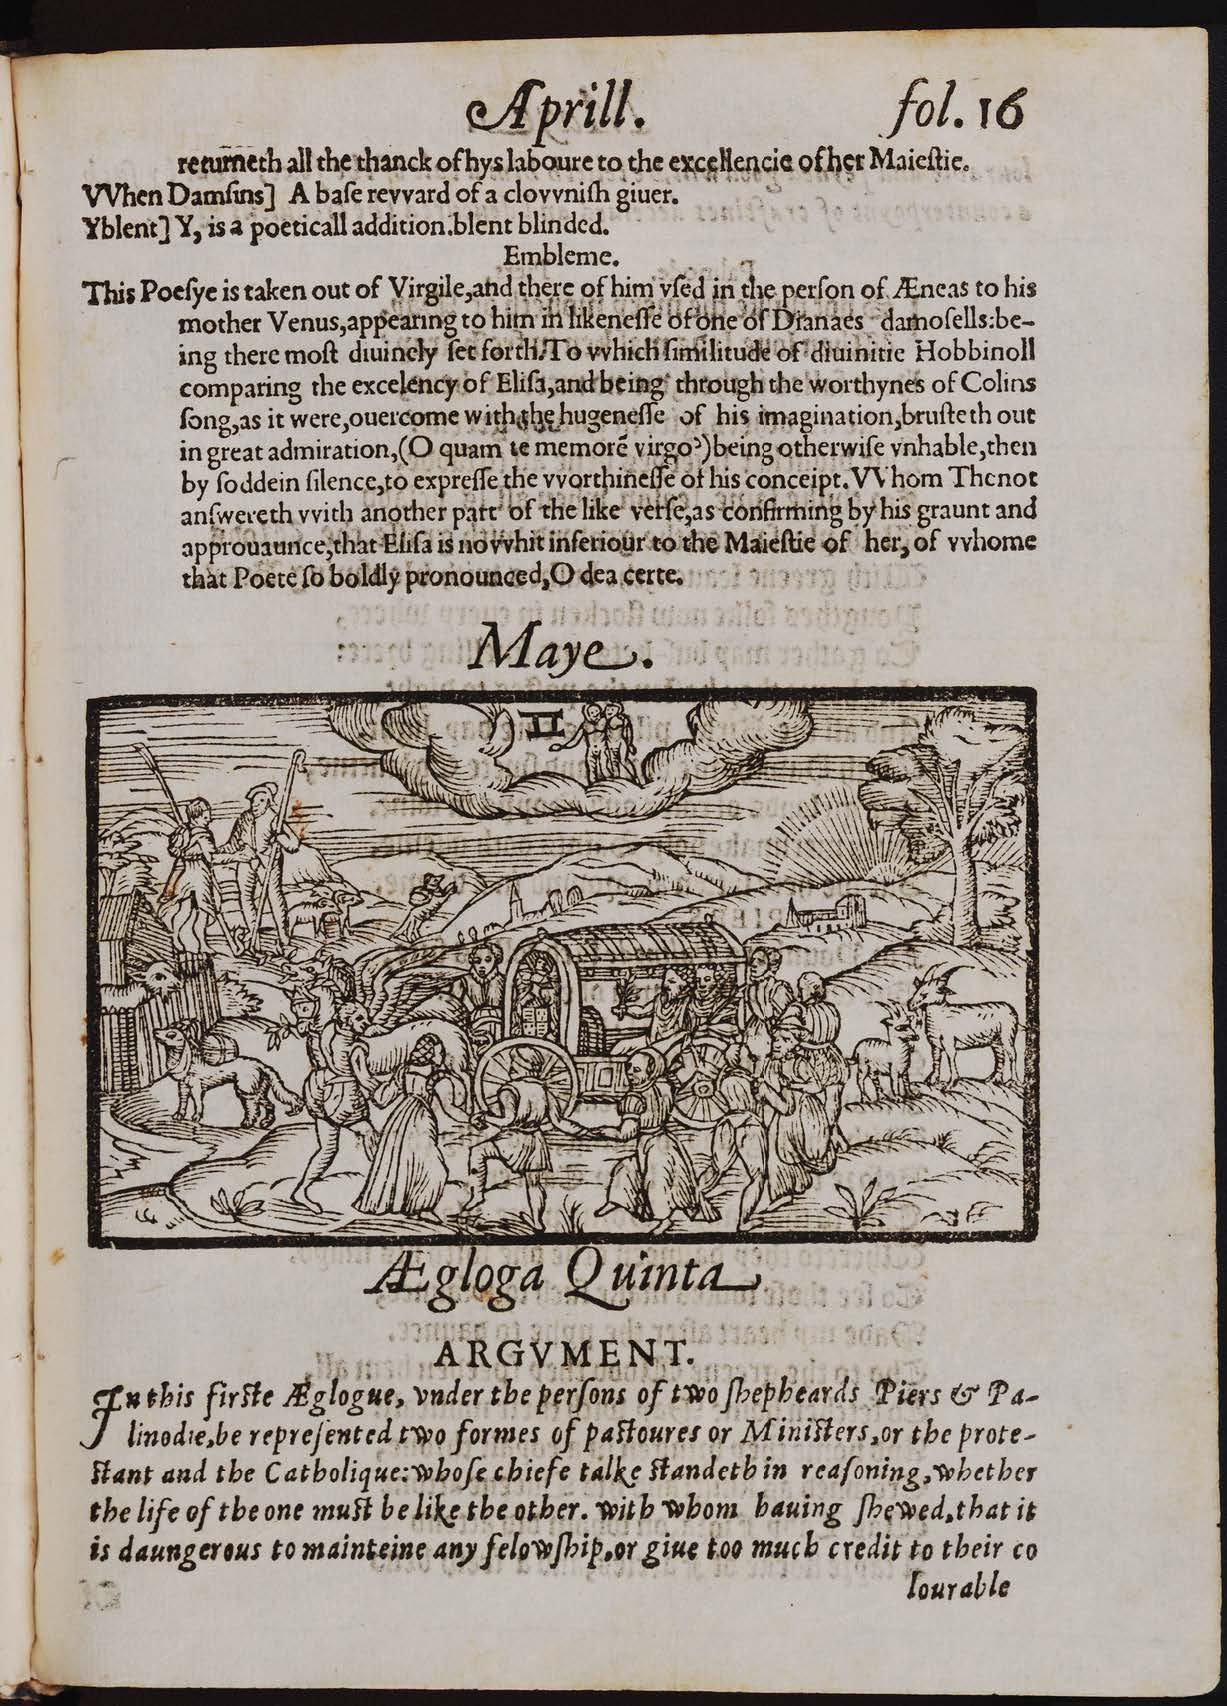 Aprill. fol. 16
returneth all the thanck of hys laboure to the excellencie of her Maieſtie.
VVhen Damſins] A baſe revvard of a clovvniſh giuer.
Yblent] Y, is a poeticall addition.blent blinded.
Embleme.
This Poeſye is taken out of Virgile,and there of him vſed in the perſon of Æneas to his
mother Venus,appearing to him in likeneſſe of one of Dianaes damoſells:be-
ing there moſt diuinely ſet forth.To vvhich ſimilitude of diuinitie Hobbinoll
comparing the excelency of Eliſa,and being through the worthynes of Colins
ſong,as it were,ouercome with the hugeneſſe of his imagination,bruſteth out
in great admiration,(O quam te memorē virgo?)being otherwiſe vnhable,then
by ſoddein ſilence,to expreſſe the vvorthineſſe of his conceipt.VVhom Thenot
anſwereth vvith another part of the like verſe,as confirming by his graunt and
approuaunce,that Eliſa is novvhit inferiour to the Maieſtie of her, of vvhome
that Poete ſo boldly pronounced,O dea certe.
Maye.
II
Ægloga Quinta
ARGVMENT.
In this firſte Æglogue, vnder the perſons of two ſhepheards Piers & Pa-
linodie,be repreſented two formes of paſtoures or Miniſters,or the prote-
ſtant and the Catholique:whoſe chiefe talke ſtandeth in reaſoning,whether
the life of the one muſt be like the other. with whom hauing ſhewed,that it
is daungerous to mainteine any felowſhip,or giue too much credit to their co
lourable